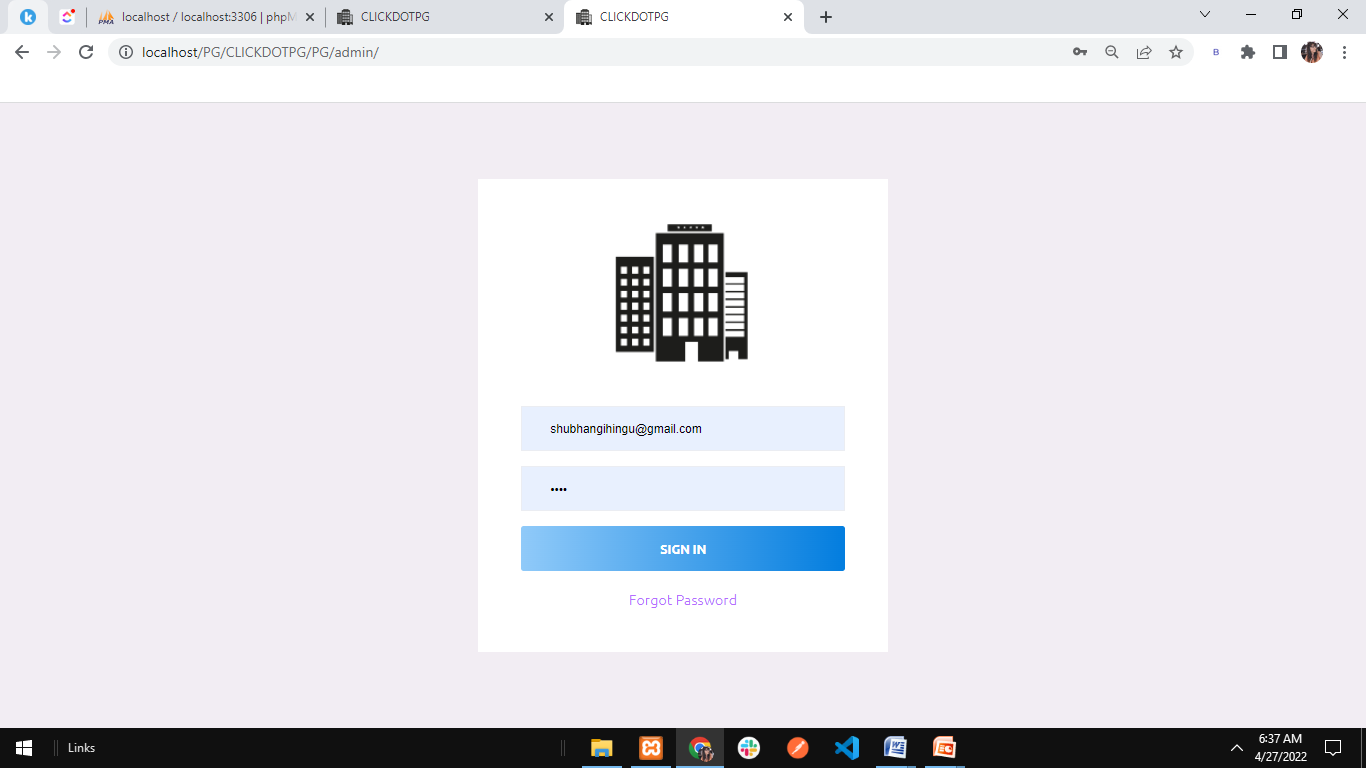 localhost / localhost:3306 | phpM
CLICKDOTPG
CLICKDOTPG
localhost/PG/CLICKDOTPG/PG/admin/
shubhangihingu@gmail.com
••••
SIGN IN
Forgot Password
Links
6:37 AM
4/27/2022